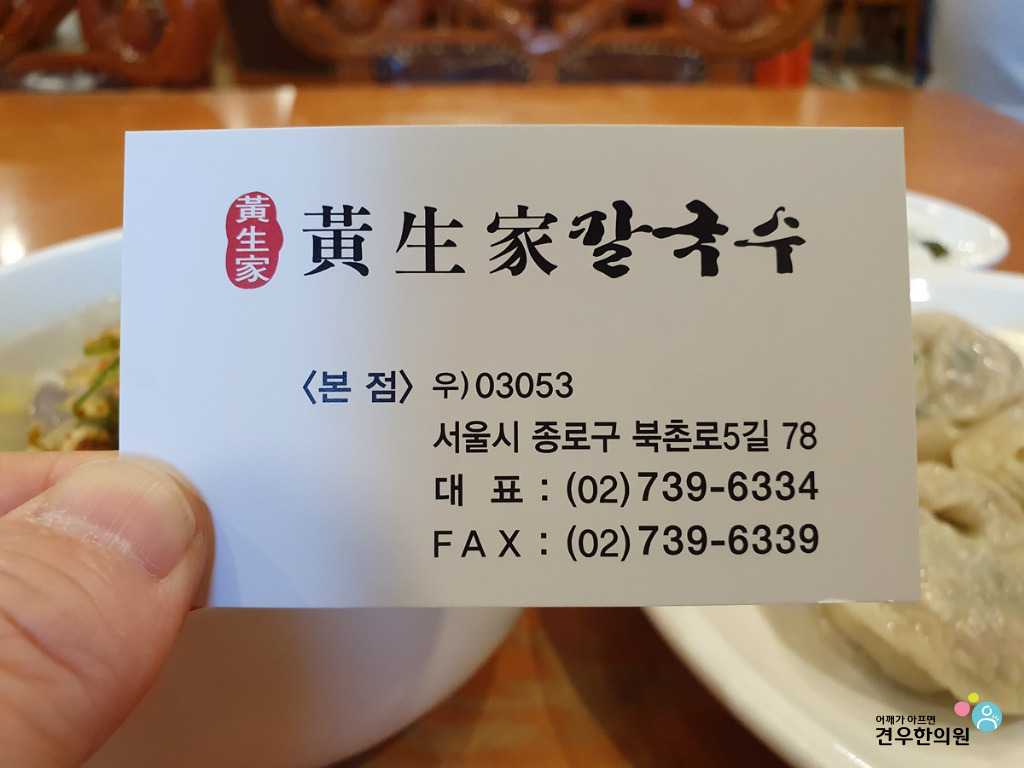 黃生家
黃生家칼국수
〈본 점〉 우) 03053
서울시 종로구 북촌로5길 78
대 표 : (02) 739-6334
FAX : (02) 739-6339
어깨가 아프면
견우한의원